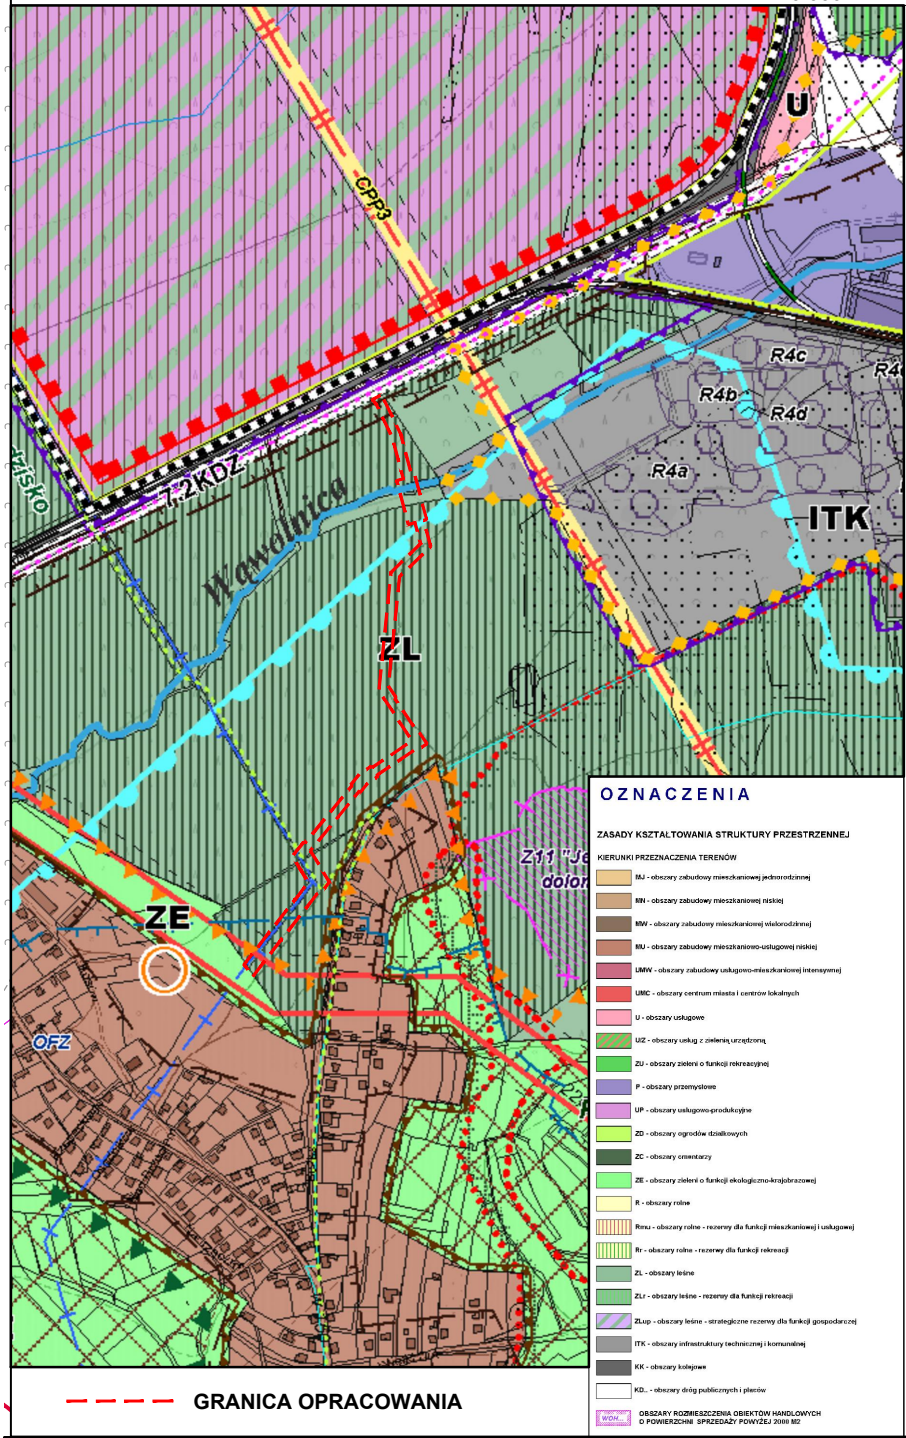 U
CPP3
R4c
R4b
R4d
R4a
7.2KDZ
Wąwolnica
ITK
ZL
Z11 "Je
dolom
ZE
OFZ
OZNACZENIA
ZASADY KSZTAŁTOWANIA STRUKTURY PRZESTRZENNEJ
KIERUNKI PRZEZNACZENIA TERENÓW
MJ - obszary zabudowy mieszkaniowej jednorodzinnej
MN - obszary zabudowy mieszkaniowej niskiej
MW - obszary zabudowy mieszkaniowej wielorodzinnej
MU - obszary zabudowy mieszkaniowo-usługowej niskiej
UMW - obszary zabudowy usługowo-mieszkaniowej intensywnej
UMC - obszary centrum miasta i centrów lokalnych
U - obszary usługowe
U/Z - obszary usług z zielenią urządzoną
ZU - obszary zieleni o funkcji rekreacyjnej
P - obszary przemysłowe
UP - obszary usługowo-produkcyjne
ZD - obszary ogrodów działkowych
ZC - obszary cmentarzy
ZE - obszary zieleni o funkcji ekologiczno-krajobrazowej
R - obszary rolne
Rmu - obszary rolne - rezerwy dla funkcji mieszkaniowej i usługowej
Rr - obszary rolne - rezerwy dla funkcji rekreacji
ZL - obszary leśne
ZLr - obszary leśne - rezerwy dla funkcji rekreacji
ZLup - obszary leśne - strategiczne rezerwy dla funkcji gospodarczej
ITK - obszary infrastruktury technicznej i komunalnej
KK - obszary kolejowe
KD.. - obszary dróg publicznych i placów
WOH... OBSZARY ROZMIESZCZENIA OBIEKTÓW HANDLOWYCH
O POWIERZCHNI SPRZEDAŻY POWYŻEJ 2000 M2
GRANICA OPRACOWANIA